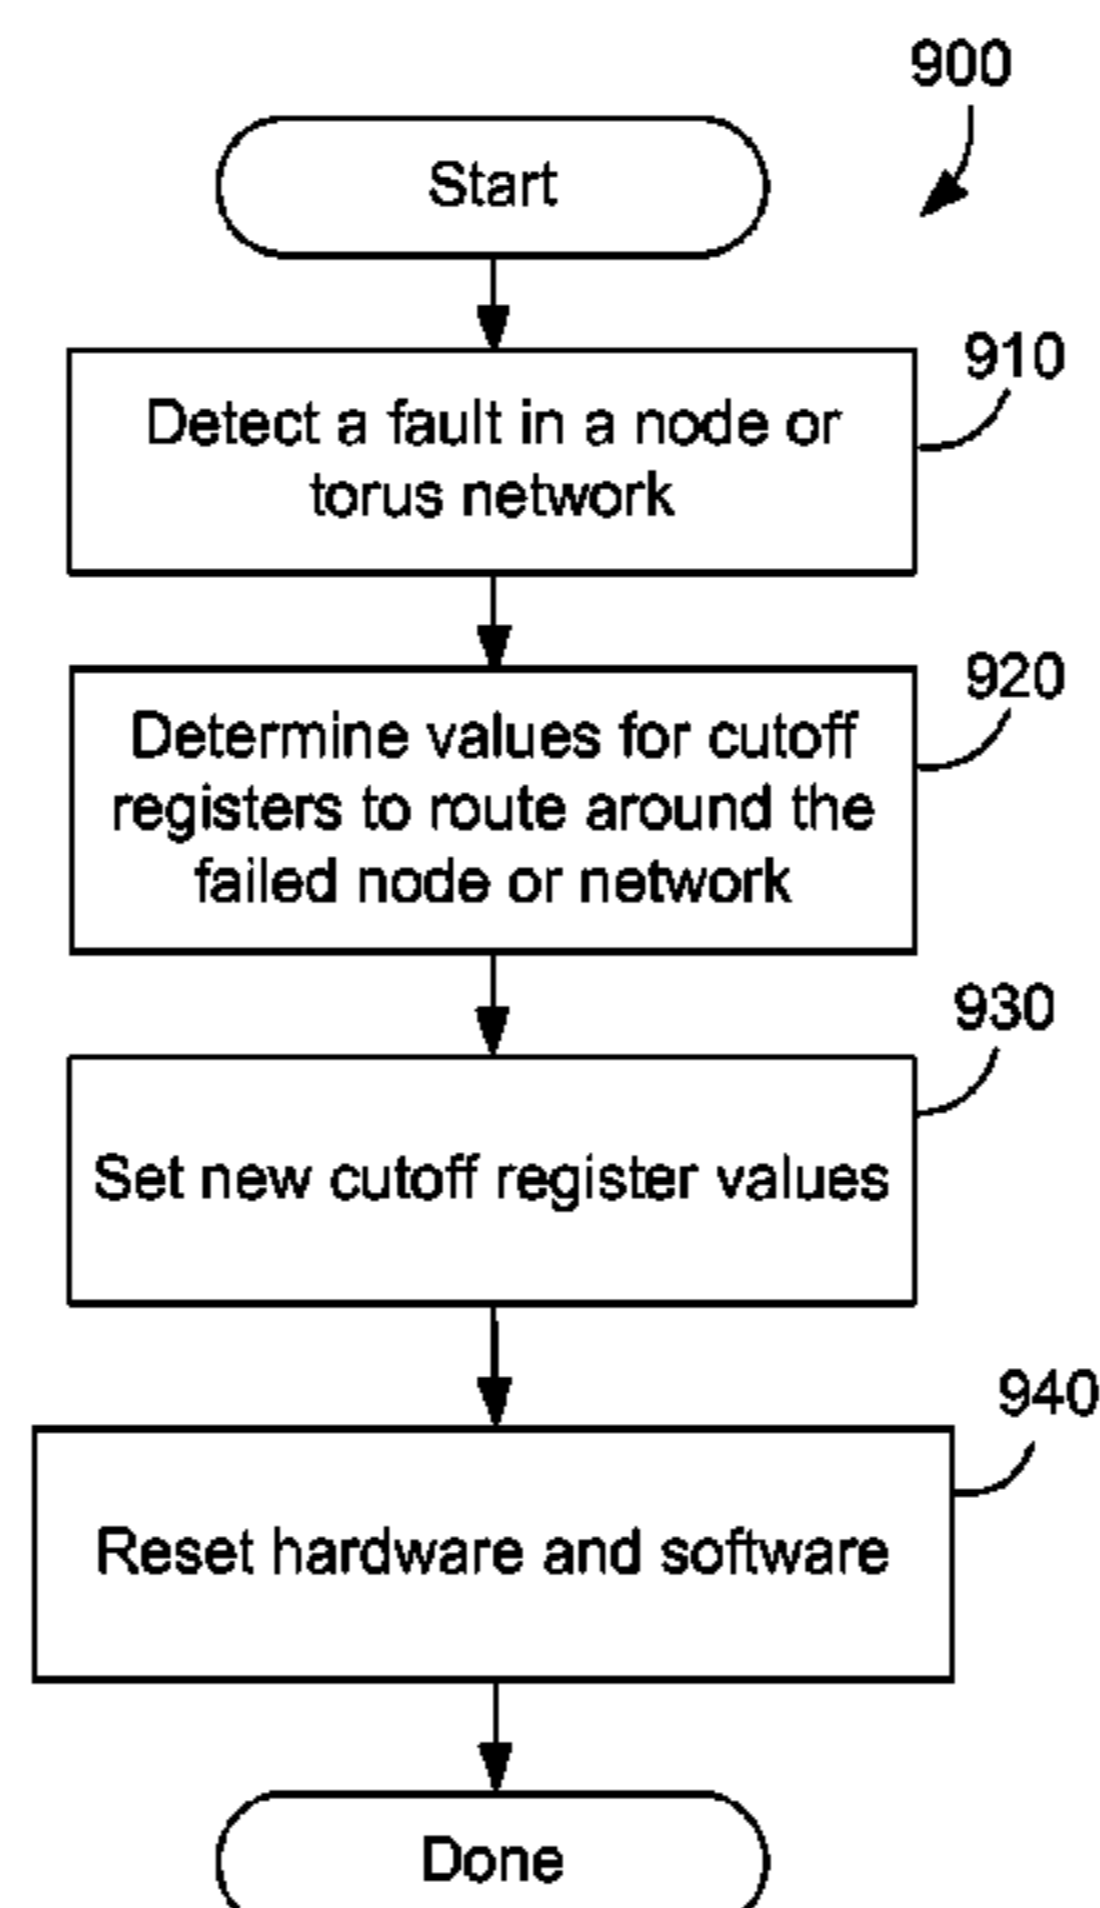 900
Start
910
Detect a fault in a node or
torus network
920
Determine values for cutoff
registers to route around the
failed node or network
930
Set new cutoff register values
940
Reset hardware and software
Done